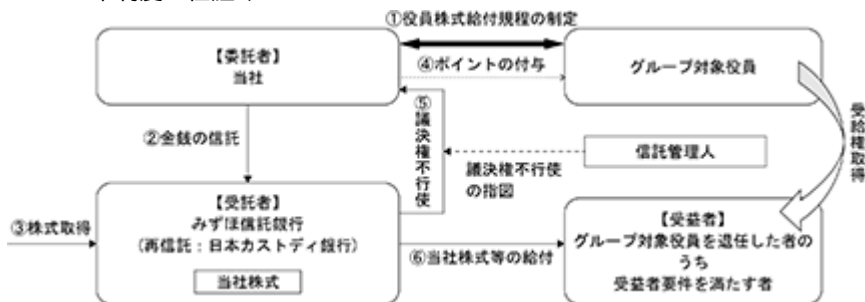 ①役員株式給付規程の制定
【委託者】
当社
④ポイントの付与
グループ対象役員
②金銭の信託
⑤議決権不行使
議決権不行使
の指図
信託管理人
受益権取得
③株式取得
【受託者】
みずほ信託銀行
(再信託：日本カストディ銀行)
当社株式
⑥当社株式等の給付
【受益者】
グループ対象役員を退任した者の
うち
受益者要件を満たす者